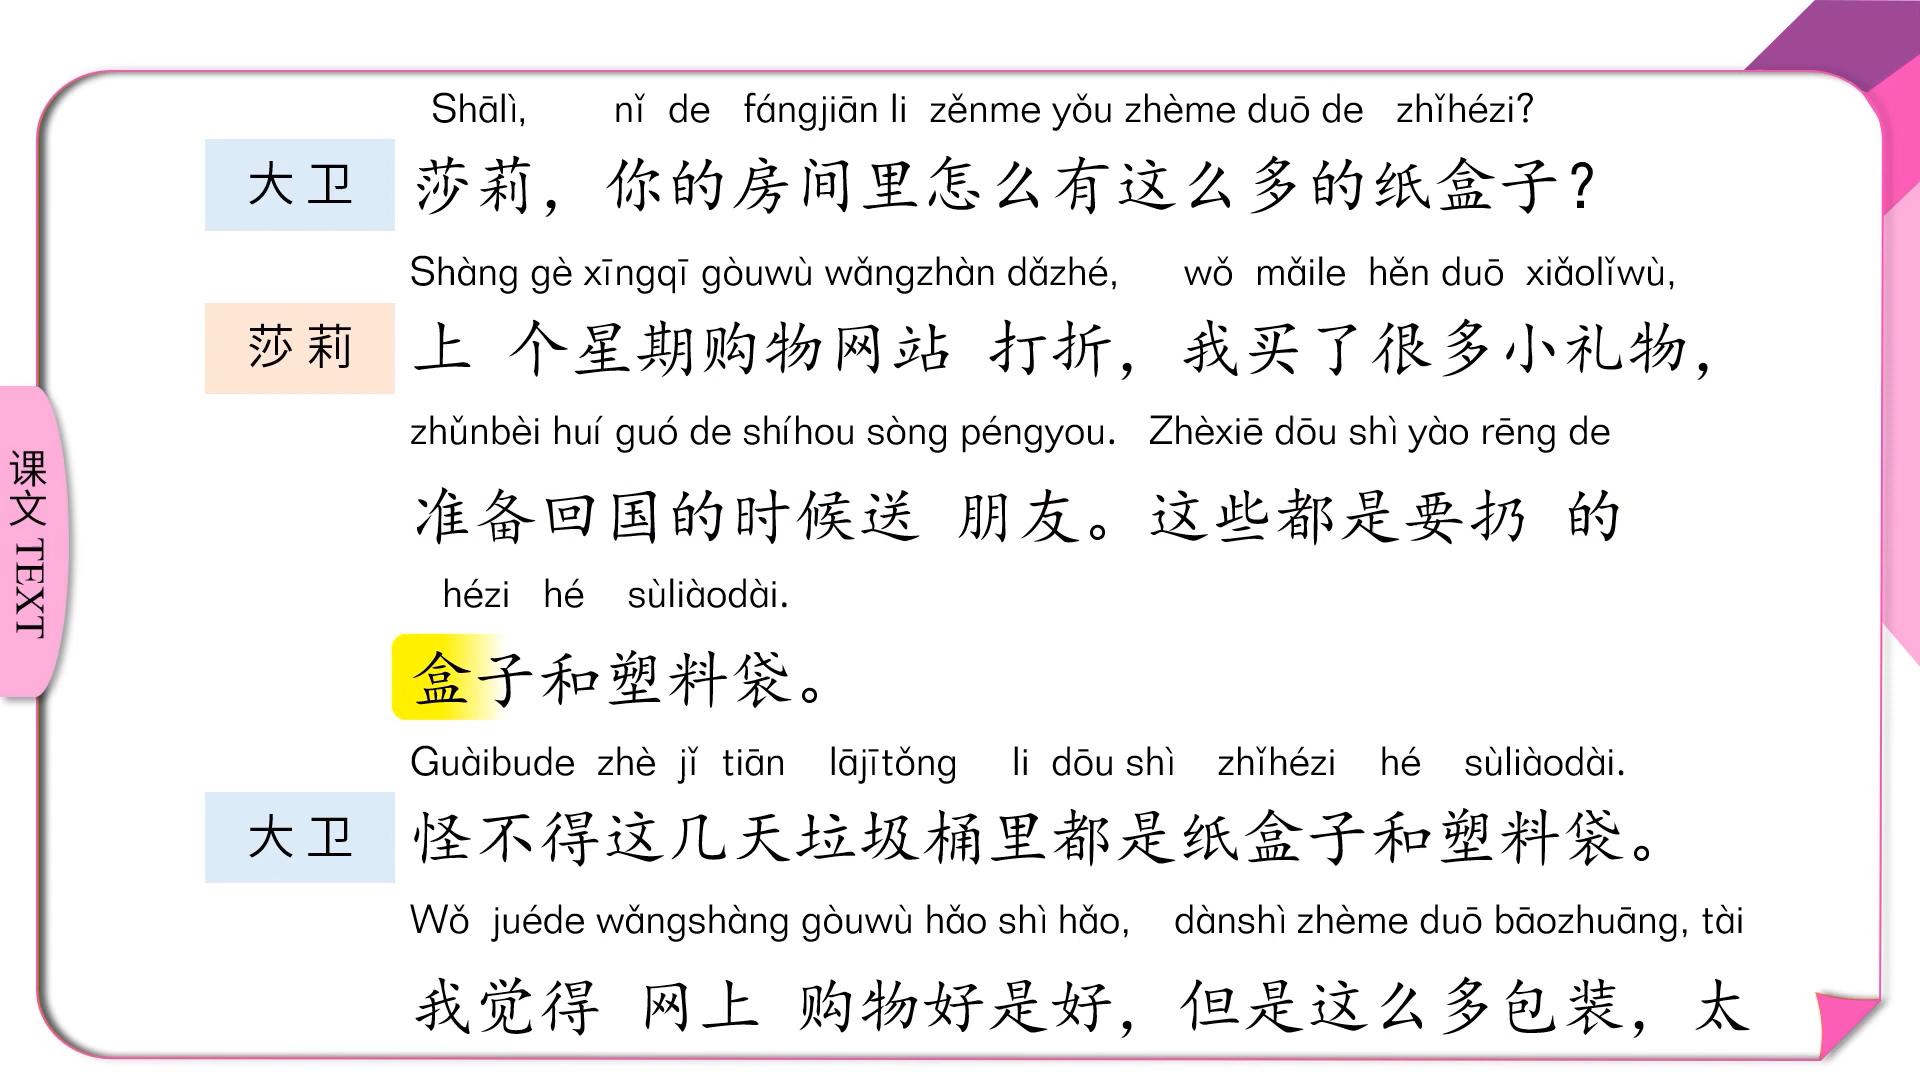 Shālì, nǐ de fángjiān li zěnme yǒu zhème duō de zhǐhézi?
大卫 莎莉，你的房间里怎么有这么多的纸盒子？
Shàng gè xīngqī gòuwù wǎngzhàn dǎzhé, wǒ mǎile hěn duō xiǎolǐwù,
莎莉 上个星期购物网站打折，我买了很多小礼物，
zhǔnbèi huí guó de shíhou sòng péngyou. Zhèxiē dōu shì yào rēng de
准备回国的时候送朋友。这些都是要扔的
hézi hé sùliàodài.
盒子和塑料袋。
Guàibude zhè jǐ tiān lājītǒng li dōu shì zhǐhézi hé sùliàodài.
大卫 怪不得这几天垃圾桶里都是纸盒子和塑料袋。
Wǒ juéde wǎngshàng gòuwù hǎo shì hǎo, dànshì zhème duō bāozhuāng, tài
我觉得网上购物好是好，但是这么多包装，太
课文 TEXT